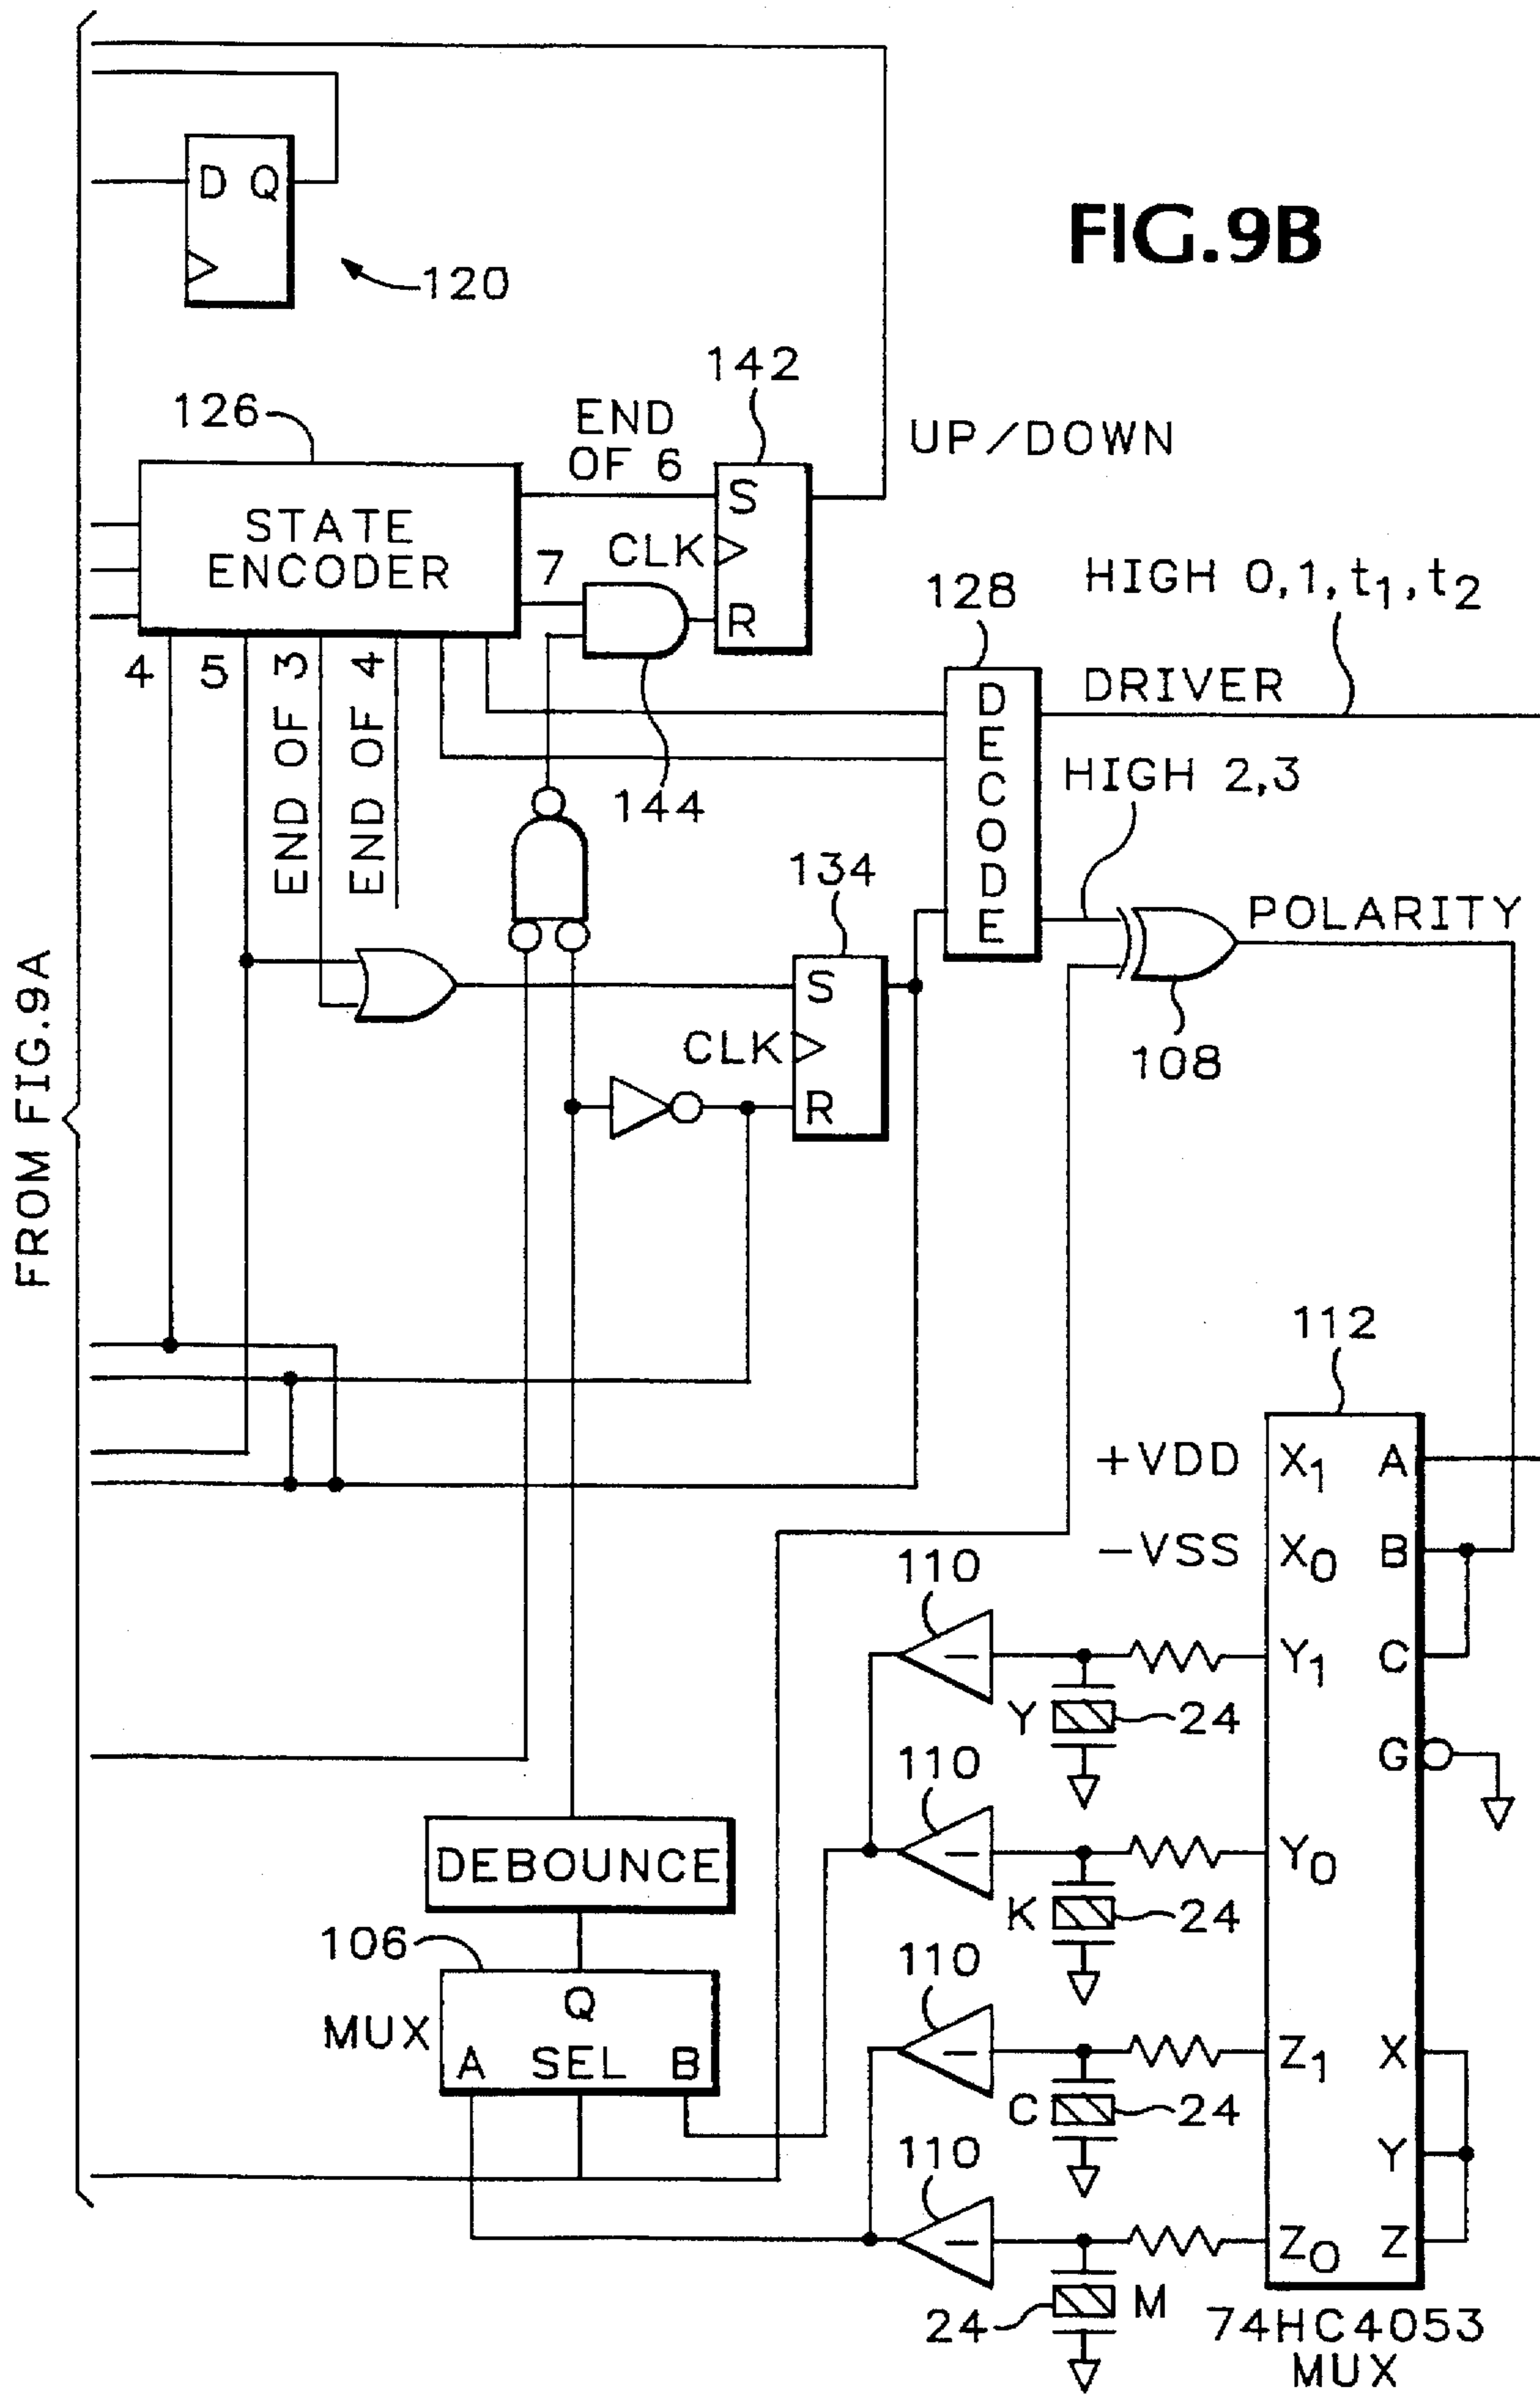 FIG.9B
D Q
120
142
126
END
OF 6
UP/DOWN
S
STATE
ENCODER
CLK
7
R
128
HIGH 0,1,t1,t2
4
5
END OF 3
END OF 4
144
DECODE
DRIVER
HIGH 2,3
134
POLARITY
S
CLK
R
108
FROM FIG.9A
112
+VDD
X1
A
-VSS
X0
B
110
Y1
C
Y
24
G
110
Y0
DEBOUNCE
K
24
106
110
MUX
Q
A SEL B
Z1
X
C
24
110
Y
Z0
Z
M
24
74HC4053
MUX